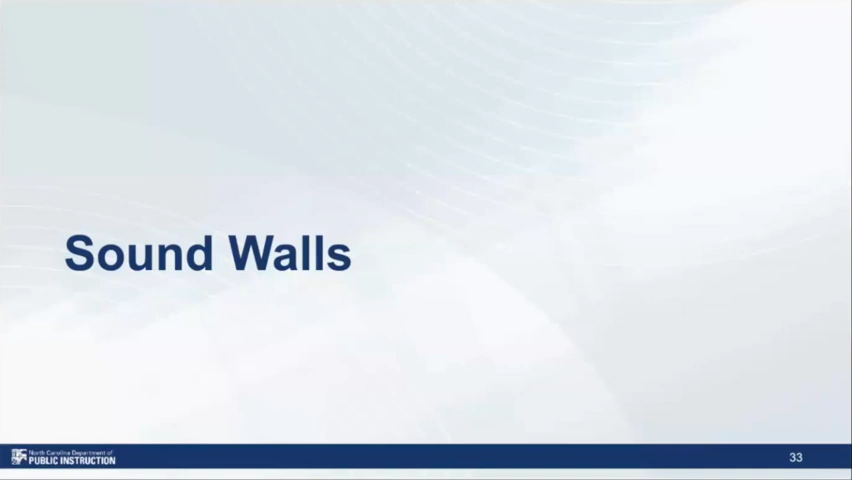 Sound Walls
North Carolina Department of
PUBLIC INSTRUCTION
33